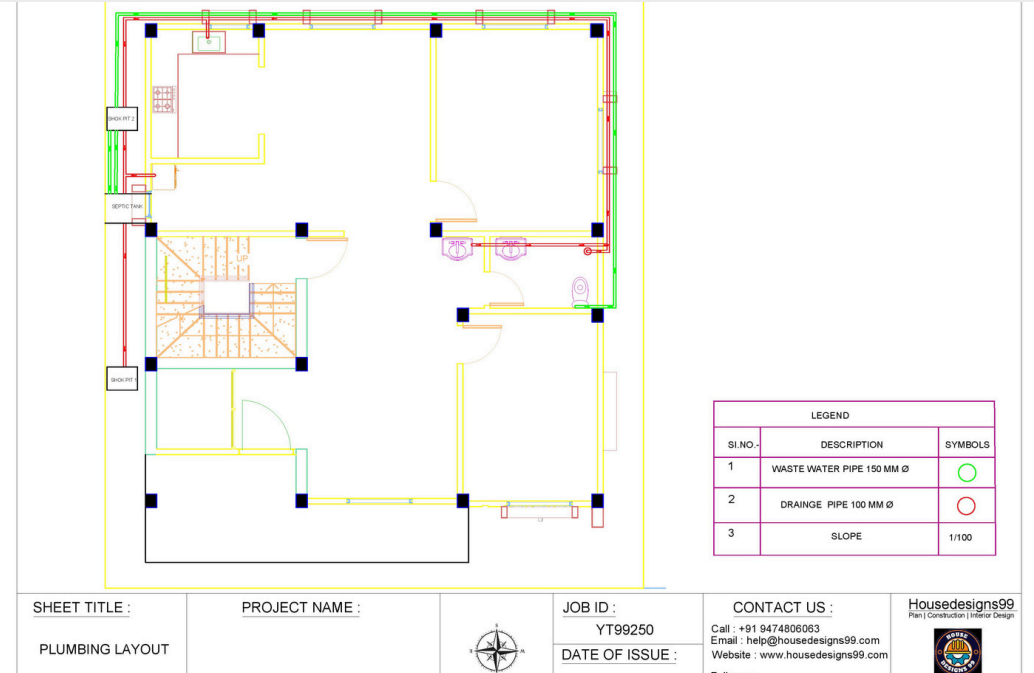 SHOK PIT 2
SEPTIC TANK
UP
SHOK PIT 1
LEGEND
SI.NO.-
DESCRIPTION
SYMBOLS
1
WASTE WATER PIPE 150 MM Ø
2
DRAINGE PIPE 100 MM Ø
3
SLOPE
1/100
SHEET TITLE :
PLUMBING LAYOUT
PROJECT NAME :
JOB ID :
YT99250
DATE OF ISSUE :
CONTACT US :
Call : +91 9474806063
Email : help@housedesigns99.com
Website : www.housedesigns99.com
Housedesigns99
Plan | Construction | Interior Design
HOUSE
DESIGNS 99